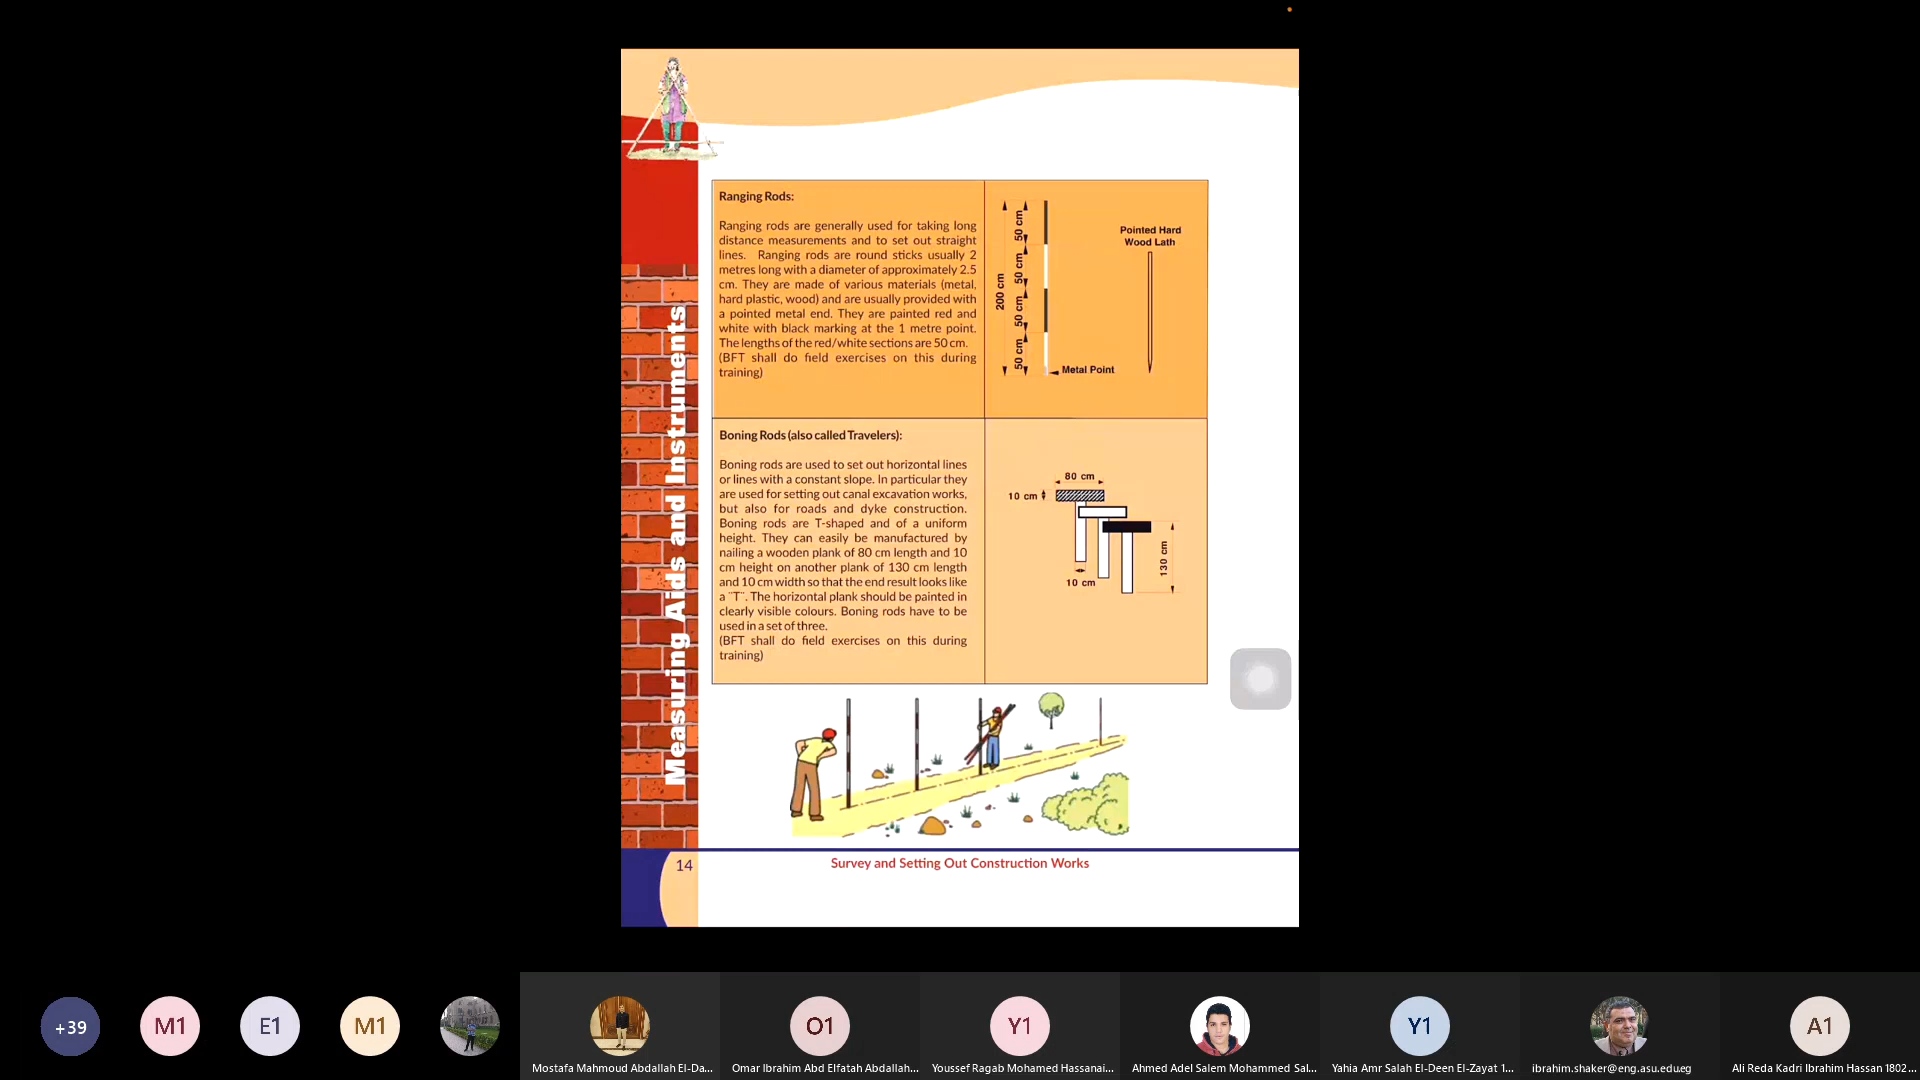 Ranging Rods:
Ranging rods are generally used for taking long
distance measurements and to set out straight
lines. Ranging rods are round sticks usually 2
metres long with a diameter of approximately 2.5
cm. They are made of various materials (metal,
hard plastic, wood) and are usually provided with
a pointed metal end. They are painted red and
white with black marking at the 1 metre point.
The lengths of the red/white sections are 50 cm.
(BFT shall do field exercises on this during
training)
200 cm
50 cm
50 cm
50 cm
50 cm
Metal Point
Pointed Hard
Wood Lath
Boning Rods (also called Travelers):
Boning rods are used to set out horizontal lines
or lines with a constant slope. In particular they
are used for setting out canal excavation works,
but also for roads and dyke construction.
Boning rods are T-shaped and of a uniform
height. They can easily be manufactured by
nailing a wooden plank of 80 cm length and 10
cm height on another plank of 130 cm length
and 10 cm width so that the end result looks like
a ¨T¨. The horizontal plank should be painted in
clearly visible colours. Boning rods have to be
used in a set of three.
(BFT shall do field exercises on this during
training)
80 cm
10 cm
10 cm
130 cm
Measuring Aids and Instruments
14
Survey and Setting Out Construction Works
+39
M1
E1
M1
Mostafa Mahmoud Abdallah El-Da...
O1
Omar Ibrahim Abd Elfatah Abdallah...
Y1
Youssef Ragab Mohamed Hassanai...
Ahmed Adel Salem Mohammed Sal...
Y1
Yahia Amr Salah El-Deen El-Zayat 1...
ibrahim.shaker@eng.asu.edu.eg
A1
Ali Reda Kadri Ibrahim Hassan 1802...